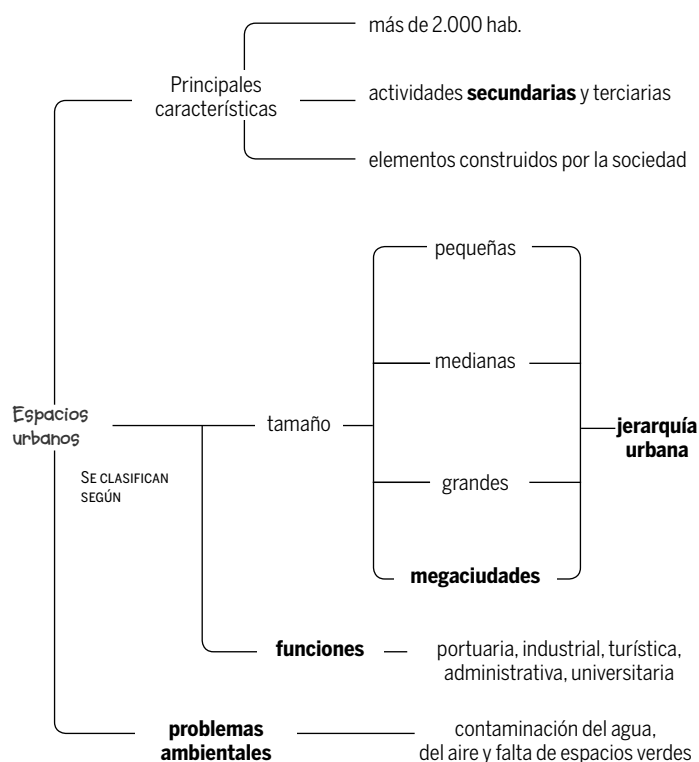 más de 2.000 hab.
Principales
características
actividades secundarias y terciarias
elementos construidos por la sociedad
Espacios
urbanos
SE CLASIFICAN
SEGÚN
tamaño
pequeñas
medianas
grandes
megaciudades
jerarquía
urbana
funciones
portuaria, industrial, turística,
administrativa, universitaria
problemas
ambientales
contaminación del agua,
del aire y falta de espacios verdes